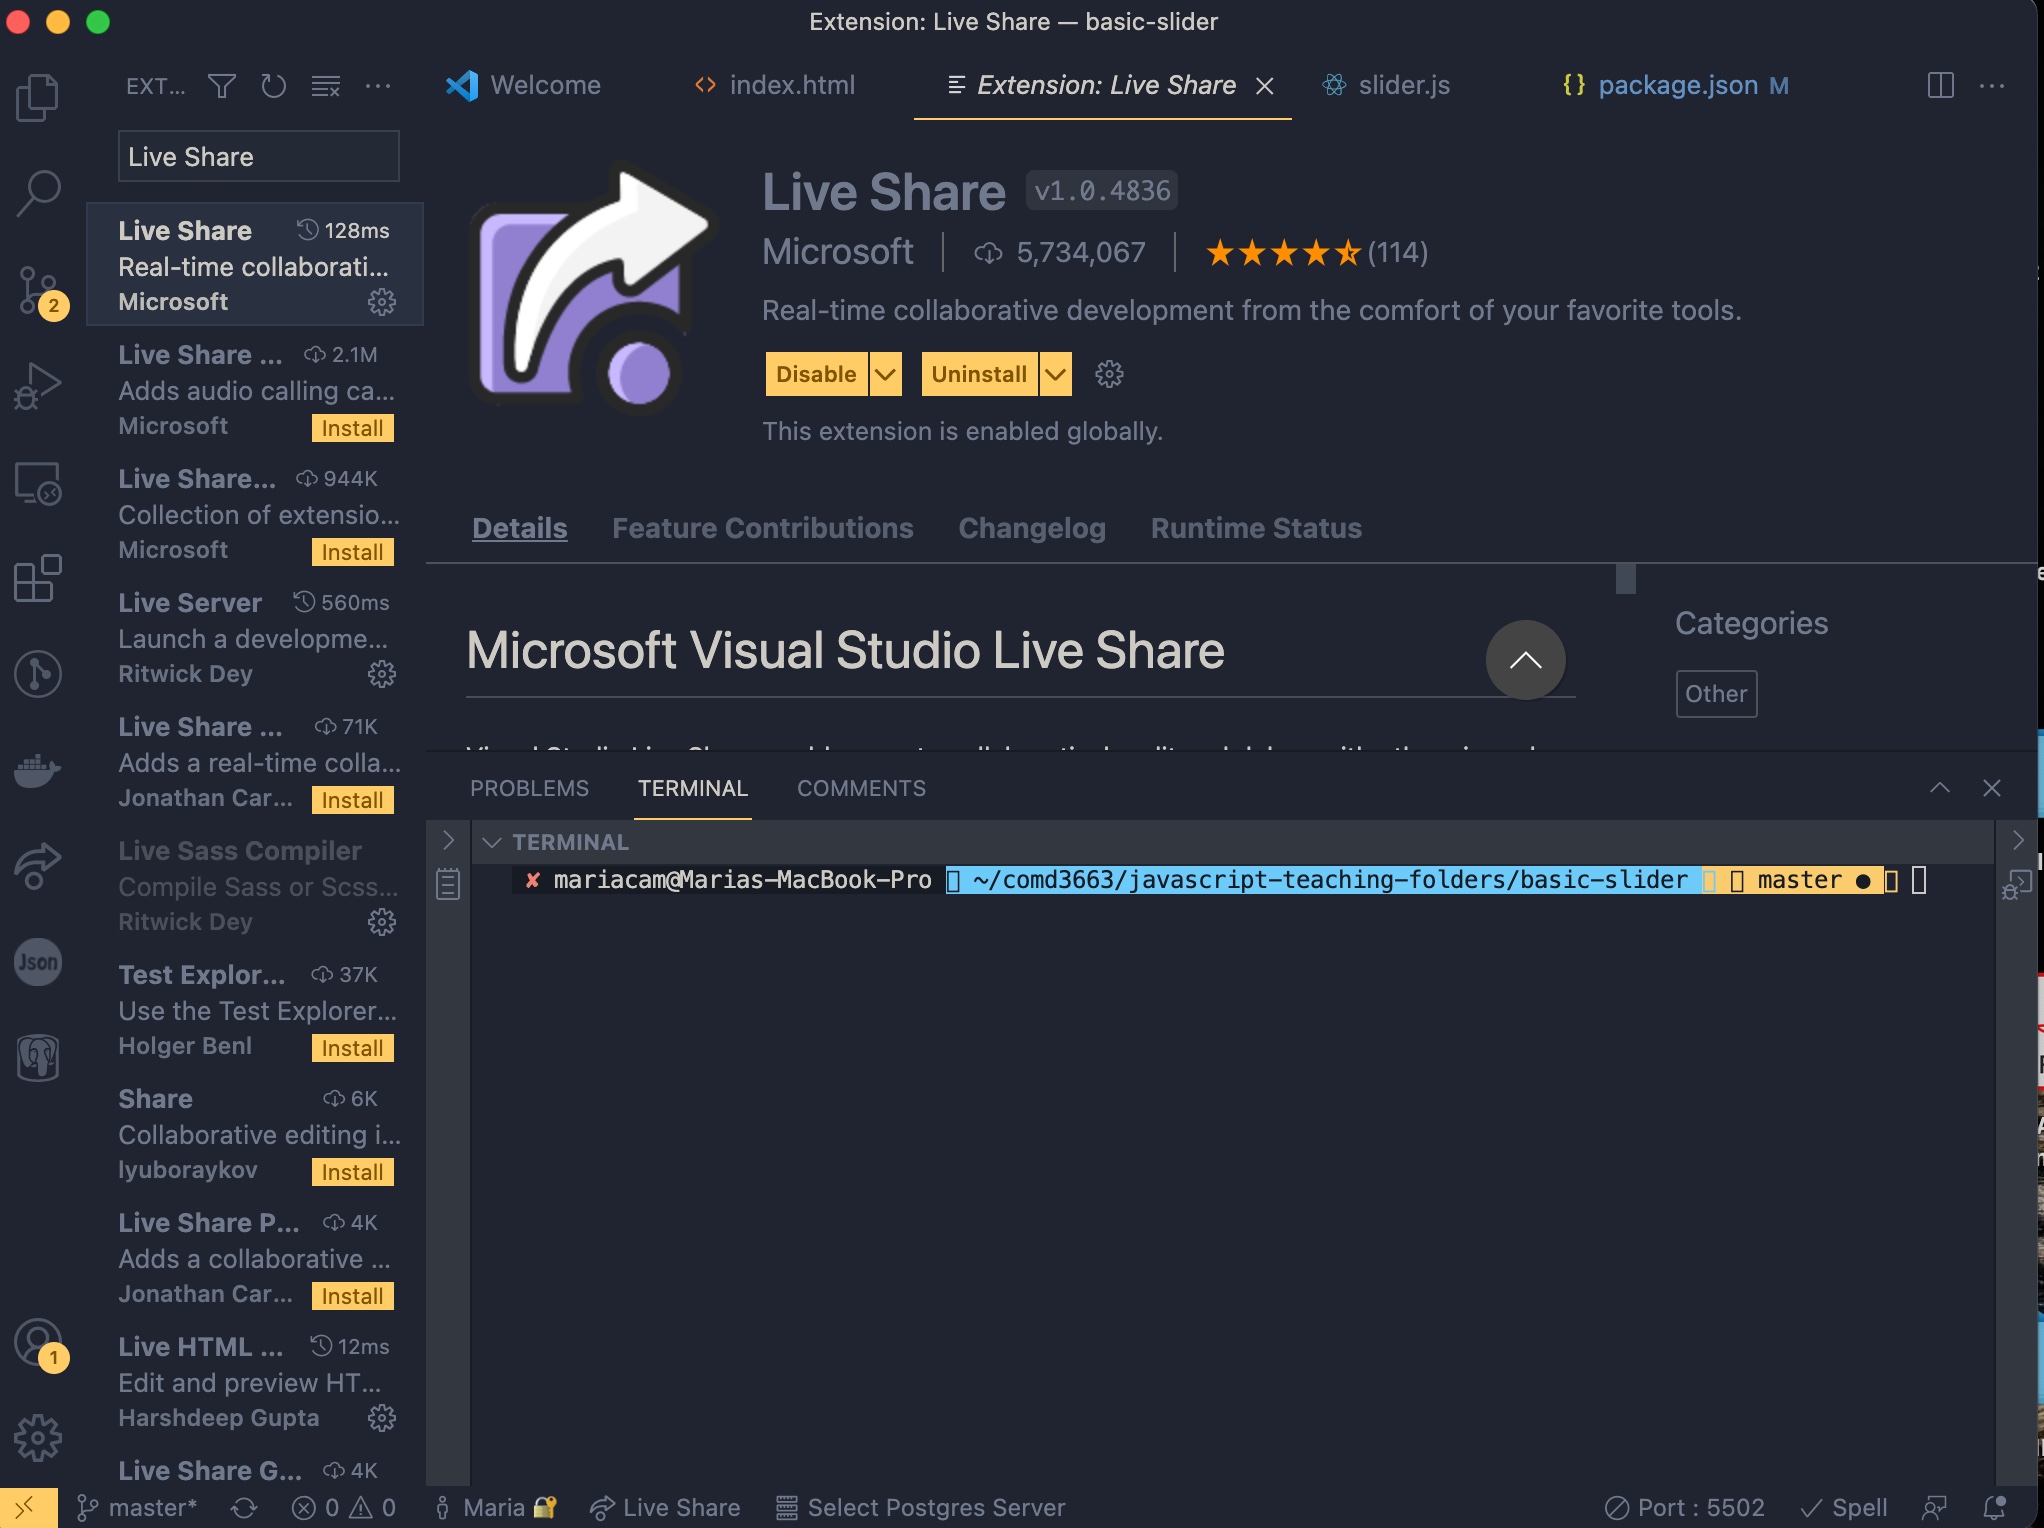 Extension: Live Share — basic-slider
EXT...
Live Share
Live Share 128ms
Real-time collaborati...
Microsoft
Live Share ... 2.1M
Adds audio calling ca...
Microsoft Install
Live Share... 944K
Collection of extensio...
Microsoft Install
Live Server 560ms
Launch a developme...
Ritwick Dey
Live Share ... 71K
Adds a real-time colla...
Jonathan Car... Install
Live Sass Compiler
Compile Sass or Scss...
Ritwick Dey
Test Explor... 37K
Use the Test Explorer...
Holger Benl Install
Share 6K
Collaborative editing i...
lyuboraykov Install
Live Share P... 4K
Adds a collaborative ...
Jonathan Car... Install
Live HTML ... 12ms
Edit and preview HT...
Harshdeep Gupta
Live Share G... 4K
2
Json
1
Welcome
index.html
Extension: Live Share
slider.js
{} package.json M
Live Share v1.0.4836
Microsoft 5,734,067 (114)
Real-time collaborative development from the comfort of your favorite tools.
Disable Uninstall
This extension is enabled globally.
Details Feature Contributions Changelog Runtime Status
Microsoft Visual Studio Live Share
Categories
Other
PROBLEMS TERMINAL COMMENTS
TERMINAL
✘ mariacam@Marias-MacBook-Pro ~/comd3663/javascript-teaching-folders/basic-slider master ●
master* 0 0 Maria 🔐 Live Share Select Postgres Server Port : 5502 Spell